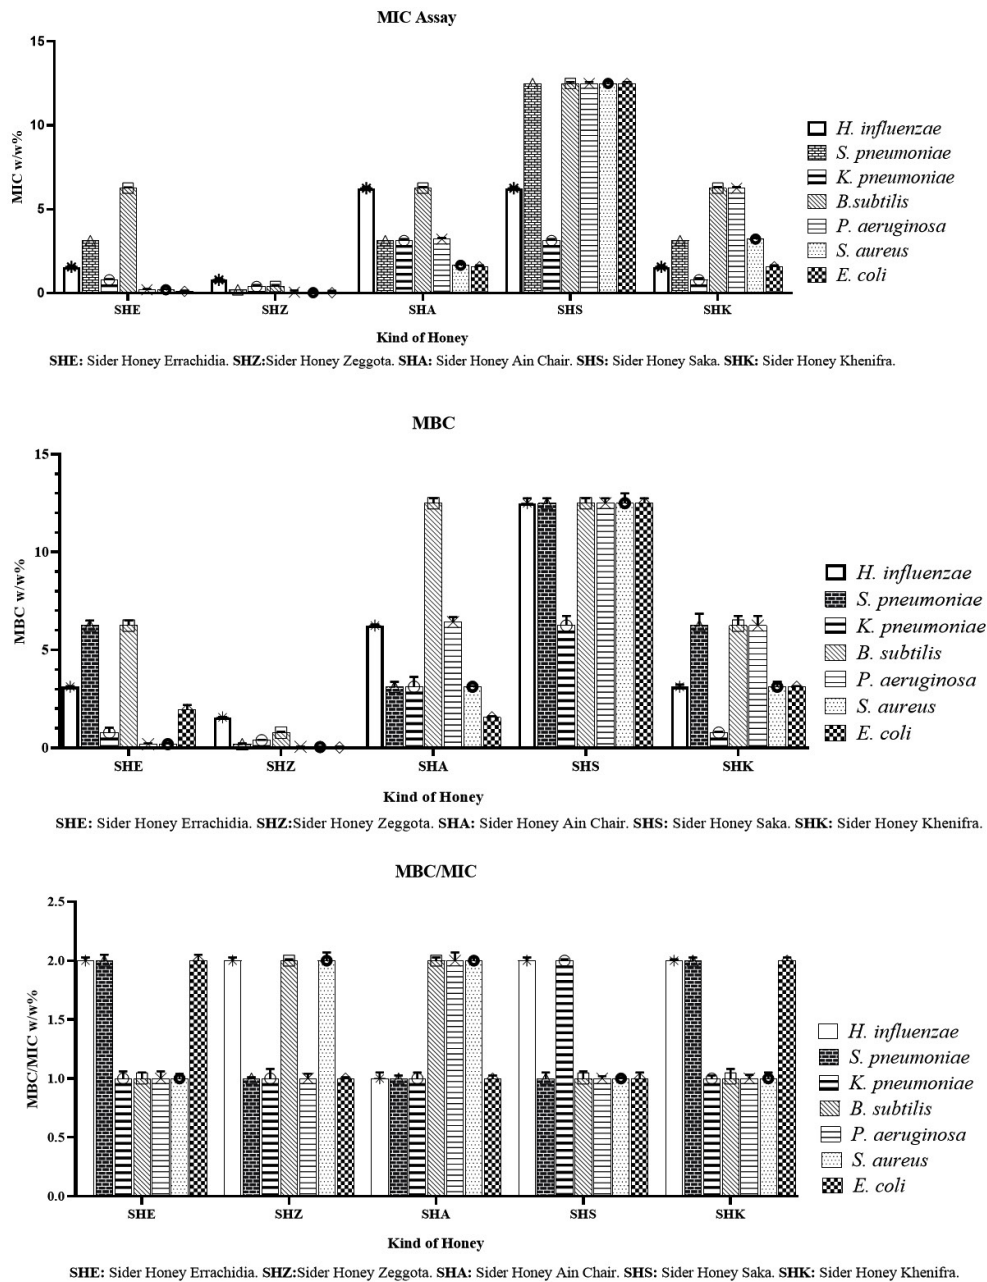 MIC Assay
15
10
5
0
MIC w/w%
SHE SHZ SHA SHS SHK
Kind of Honey
H. influenzae
S. pneumoniae
K. pneumoniae
B.subtilis
P. aeruginosa
S. aureus
E. coli
SHE: Sider Honey Errachidia. SHZ:Sider Honey Zeggota. SHA: Sider Honey Ain Chair. SHS: Sider Honey Saka. SHK: Sider Honey Khenifra.
MBC
15
10
5
0
MBC w/w%
SHE SHZ SHA SHS SHK
Kind of Honey
H. influenzae
S. pneumoniae
K. pneumoniae
B. subtilis
P. aeruginosa
S. aureus
E. coli
SHE: Sider Honey Errachidia. SHZ:Sider Honey Zeggota. SHA: Sider Honey Ain Chair. SHS: Sider Honey Saka. SHK: Sider Honey Khenifra.
MBC/MIC
2.5
2.0
1.5
1.0
0.5
0.0
MBC/MIC w/w%
SHE SHZ SHA SHS SHK
Kind of Honey
H. influenzae
S. pneumoniae
K. pneumoniae
B. subtilis
P. aeruginosa
S. aureus
E. coli
SHE: Sider Honey Errachidia. SHZ:Sider Honey Zeggota. SHA: Sider Honey Ain Chair. SHS: Sider Honey Saka. SHK: Sider Honey Khenifra.